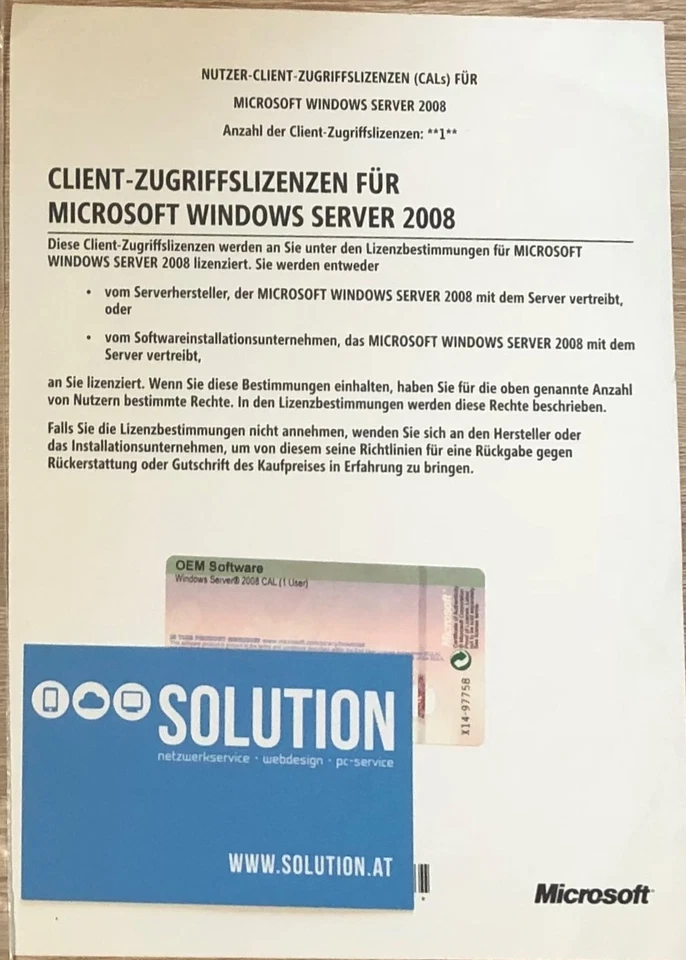 NUTZER-CLIENT-ZUGRIFFSLIZENZEN (CALs) FÜR
MICROSOFT WINDOWS SERVER 2008
Anzahl der Client-Zugriffslizenzen: **1**
CLIENT-ZUGRIFFSLIZENZEN FÜR
MICROSOFT WINDOWS SERVER 2008
Diese Client-Zugriffslizenzen werden an Sie unter den Lizenzbestimmungen für MICROSOFT
WINDOWS SERVER 2008 lizenziert. Sie werden entweder
• vom Serverhersteller, der MICROSOFT WINDOWS SERVER 2008 mit dem Server vertreibt,
oder
• vom Softwareinstallationsunternehmen, das MICROSOFT WINDOWS SERVER 2008 mit dem
Server vertreibt,
an Sie lizenziert. Wenn Sie diese Bestimmungen einhalten, haben Sie für die oben genannte Anzahl
von Nutzern bestimmte Rechte. In den Lizenzbestimmungen werden diese Rechte beschrieben.
Falls Sie die Lizenzbestimmungen nicht annehmen, wenden Sie sich an den Hersteller oder
das Installationsunternehmen, um von diesem seine Richtlinien für eine Rückgabe gegen
Rückerstattung oder Gutschrift des Kaufpreises in Erfahrung zu bringen.
OEM Software
Windows Server® 2008 CAL (1 User)
Microsoft
Certificate of Authenticity
X14-97758
SOLUTION
netzwerkservice · webdesign · pc-service
WWW.SOLUTION.AT
Microsoft